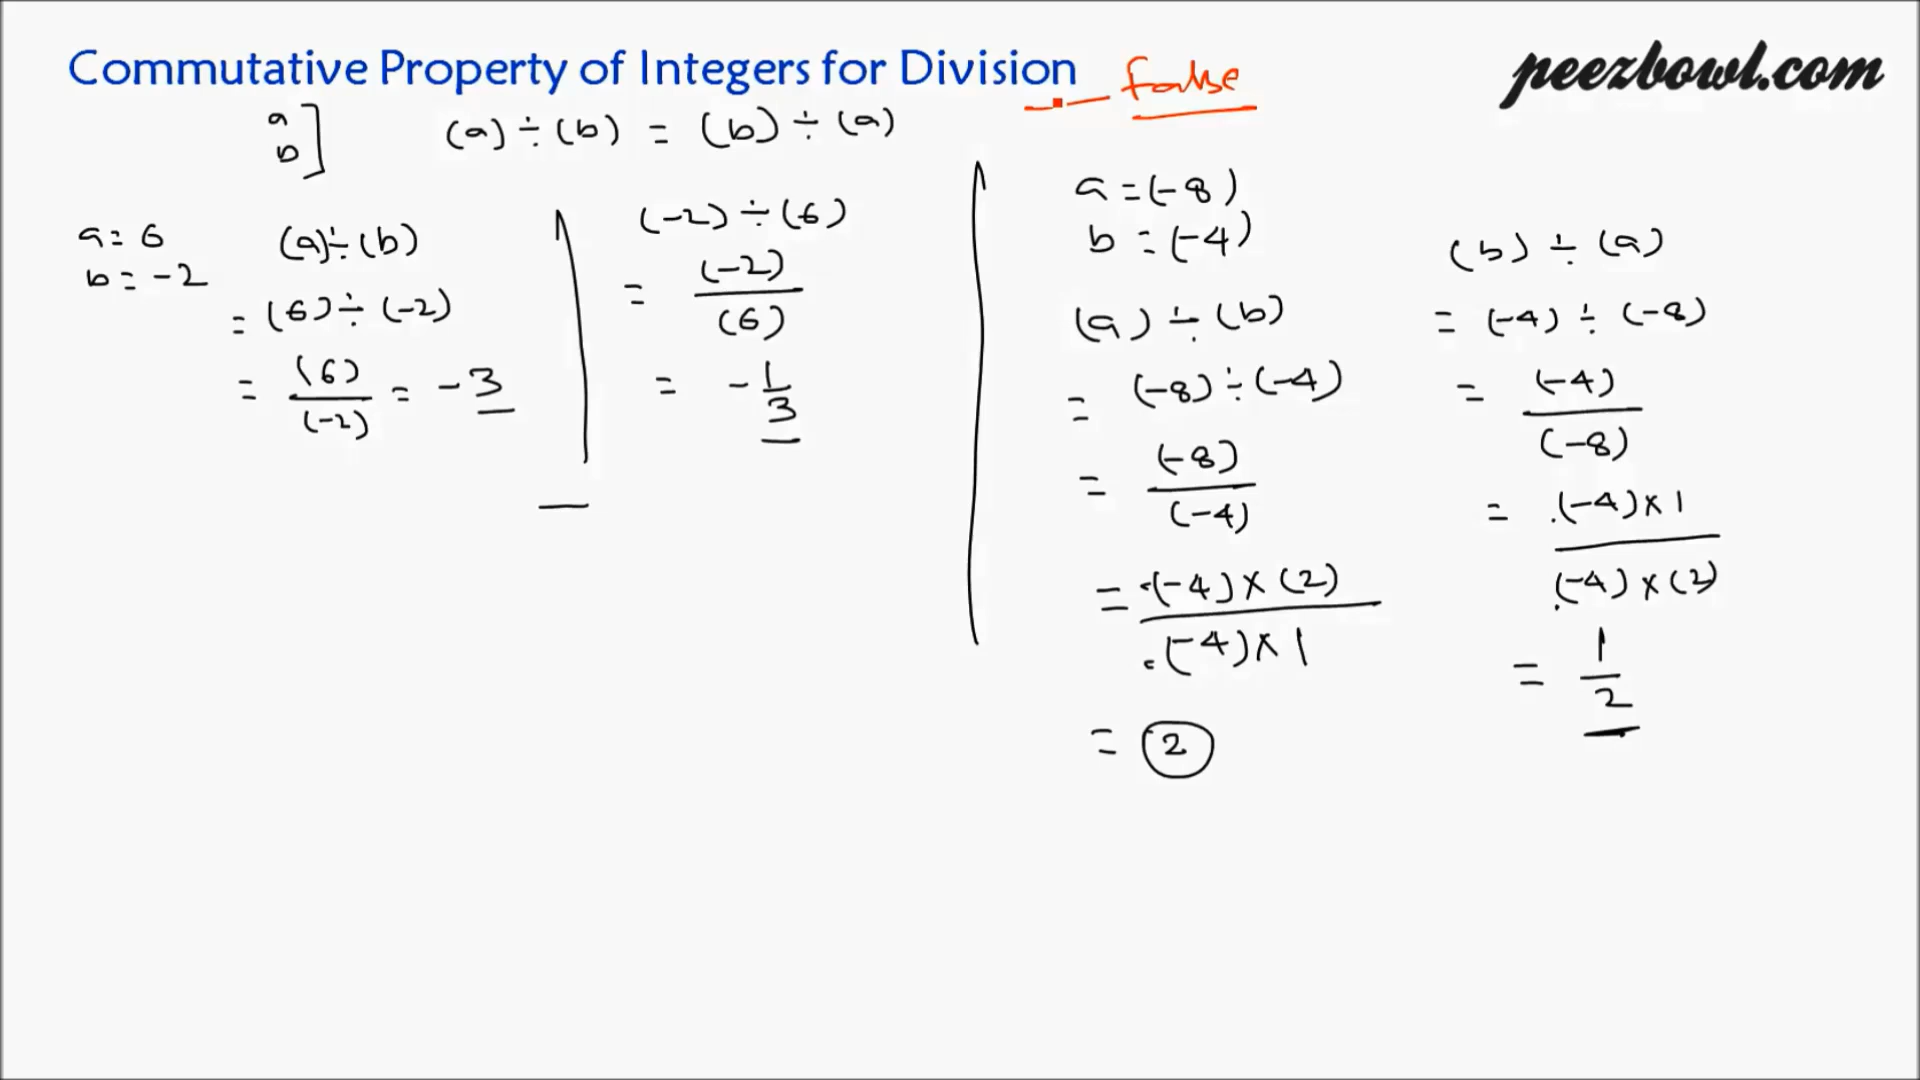 Commutative Property of Integers for Division — False
peezbowl.com
a
b ]
(a) ÷ (b) = (b) ÷ (a)
a = 6
b = -2
(a) ÷ (b)
= (6) ÷ (-2)
= (6)/(-2) = -3
(-2) ÷ (6)
= (-2)/(6)
= -1/3
a = (-8)
b = (-4)
(a) ÷ (b)
= (-8) ÷ (-4)
= (-8)/(-4)
= (-4) × (2)/(-4) × 1
= 2
(b) ÷ (a)
= (-4) ÷ (-8)
= (-4)/(-8)
= (-4) × 1/(-4) × (2)
= 1/2